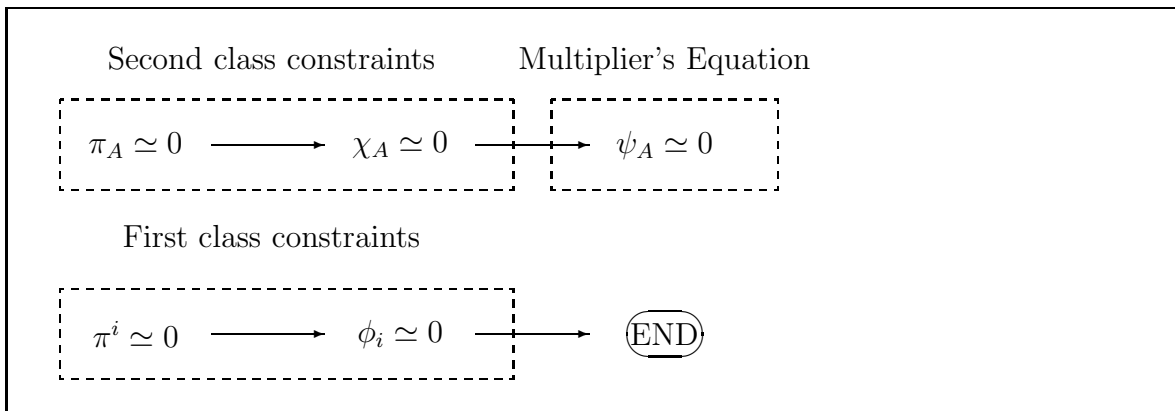 Second class constraints Multiplier's Equation
π_A ≃ 0 χ_A ≃ 0 ψ_A ≃ 0
First class constraints
π^i ≃ 0 ϕ_i ≃ 0 END